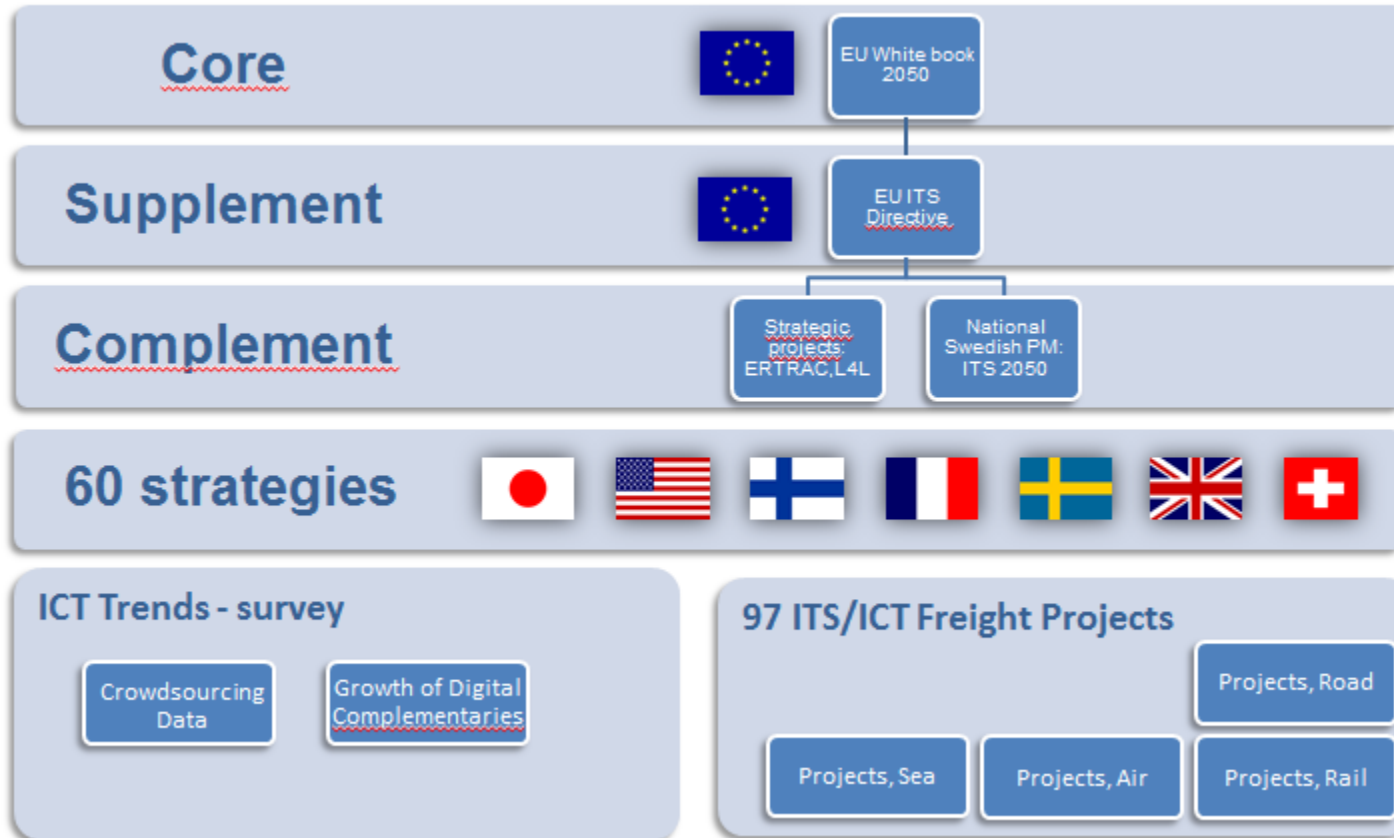 Core
EU White book
2050
Supplement
EU ITS
Directive
Complement
Strategic
projects:
ERTRAC,L4L
National
Swedish PM:
ITS 2050
60 strategies
ICT Trends - survey
Crowdsourcing
Data
Growth of Digital
Complementaries
97 ITS/ICT Freight Projects
Projects, Road
Projects, Sea
Projects, Air
Projects, Rail